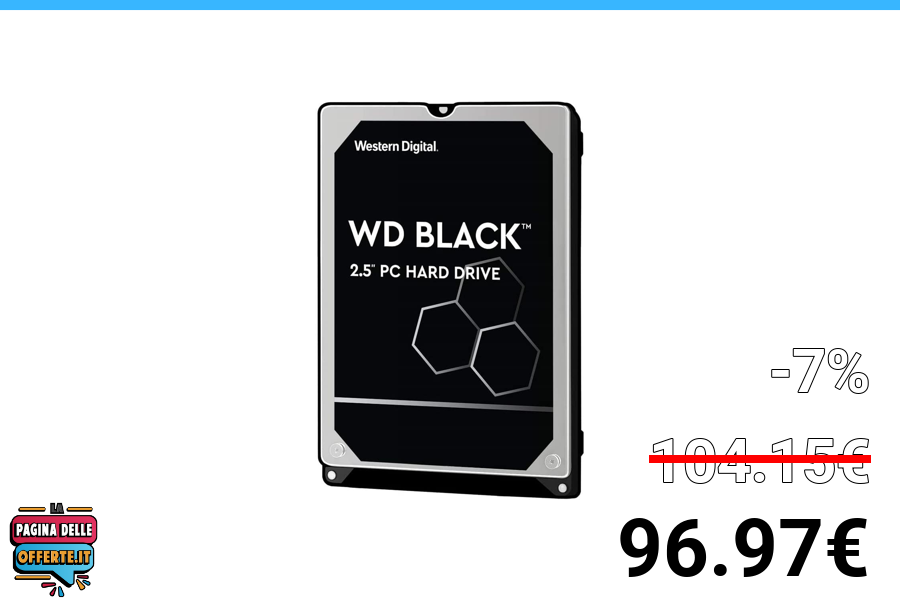 Western Digital.
WD BLACK™
2.5" PC HARD DRIVE
-7%
104.15€
96.97€
LA
PAGINA DELLE
OFFERTE.IT